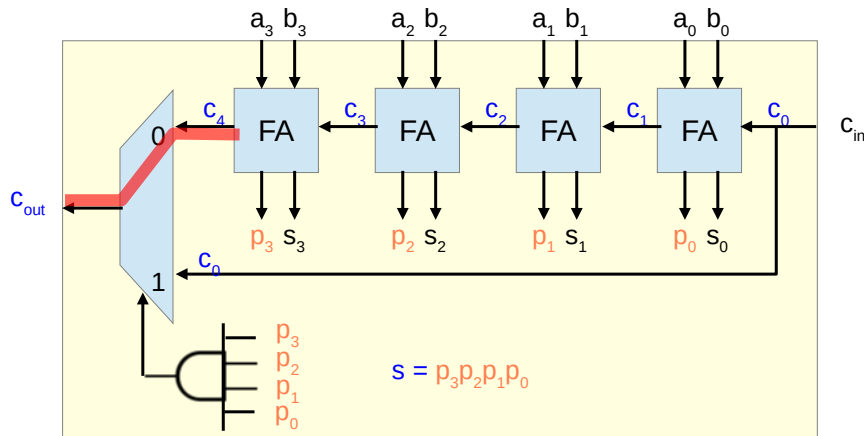 a₃ b₃ a₂ b₂ a₁ b₁ a₀ b₀
c₄ c₃ c₂ c₁ c₀ cᵢₙ
0 FA FA FA FA
c_out
p₃ s₃ p₂ s₂ p₁ s₁ p₀ s₀
c₀
1
p₃
p₂ s = p₃p₂p₁p₀
p₁
p₀